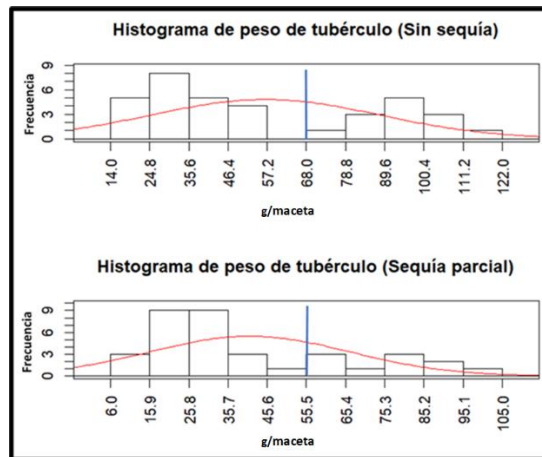 Histograma de peso de tubérculo (Sin sequía)
Frecuencia
9
6
3
0
14.0 24.8 35.6 46.4 57.2 68.0 78.8 89.6 100.4 111.2 122.0
g/maceta
Histograma de peso de tubérculo (Sequía parcial)
Frecuencia
9
6
3
0
6.0 15.9 25.8 35.7 45.6 55.5 65.4 75.3 85.2 95.1 105.0
g/maceta